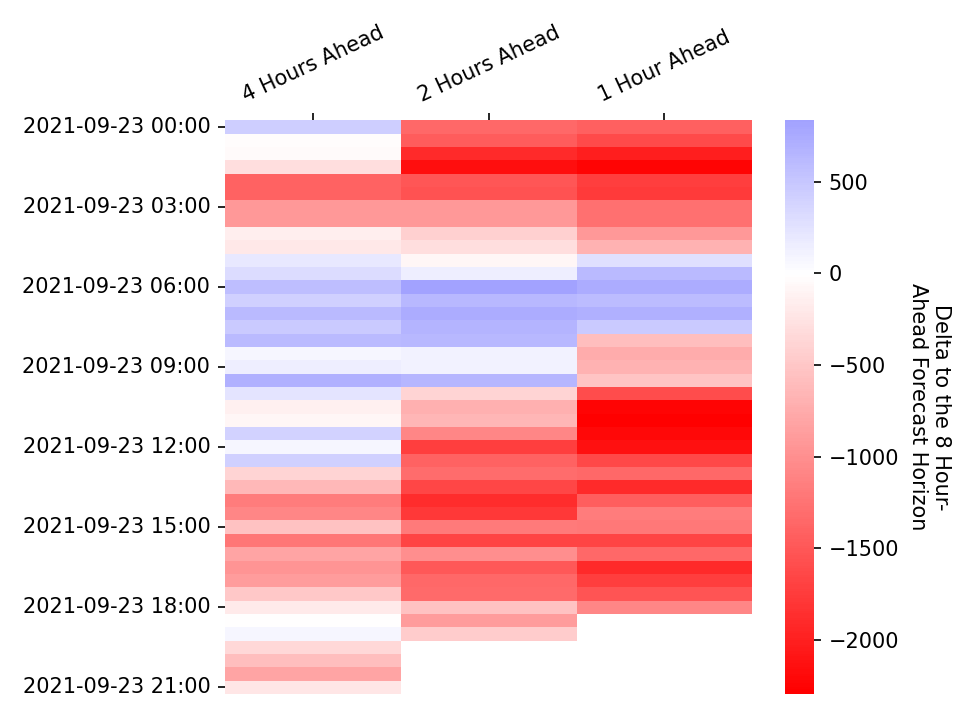 4 Hours Ahead
2 Hours Ahead
1 Hour Ahead
2021-09-23 00:00
2021-09-23 03:00
2021-09-23 06:00
2021-09-23 09:00
2021-09-23 12:00
2021-09-23 15:00
2021-09-23 18:00
2021-09-23 21:00
500
0
−500
−1000
−1500
−2000
Delta to the 8 Hour-
Ahead Forecast Horizon